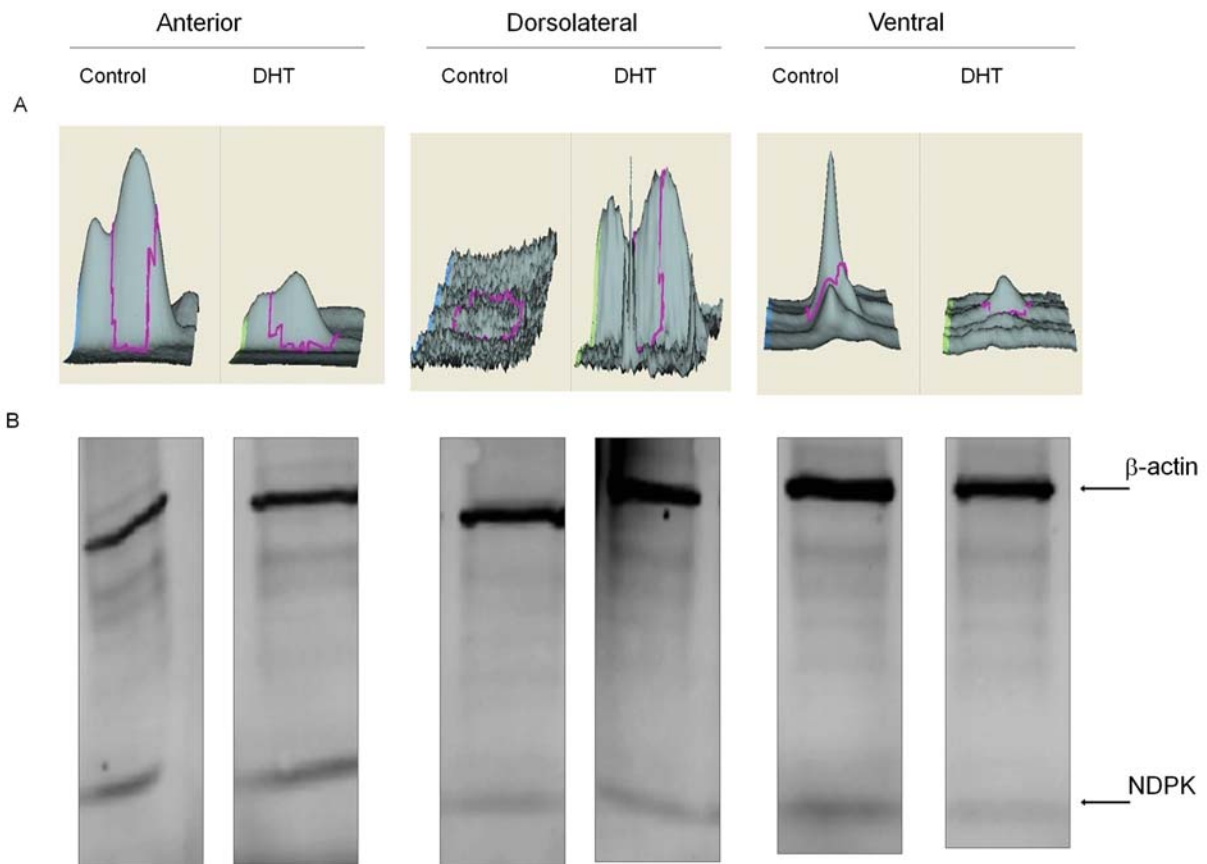 Anterior Dorsolateral Ventral
Control DHT Control DHT Control DHT
A
B
β-actin
NDPK